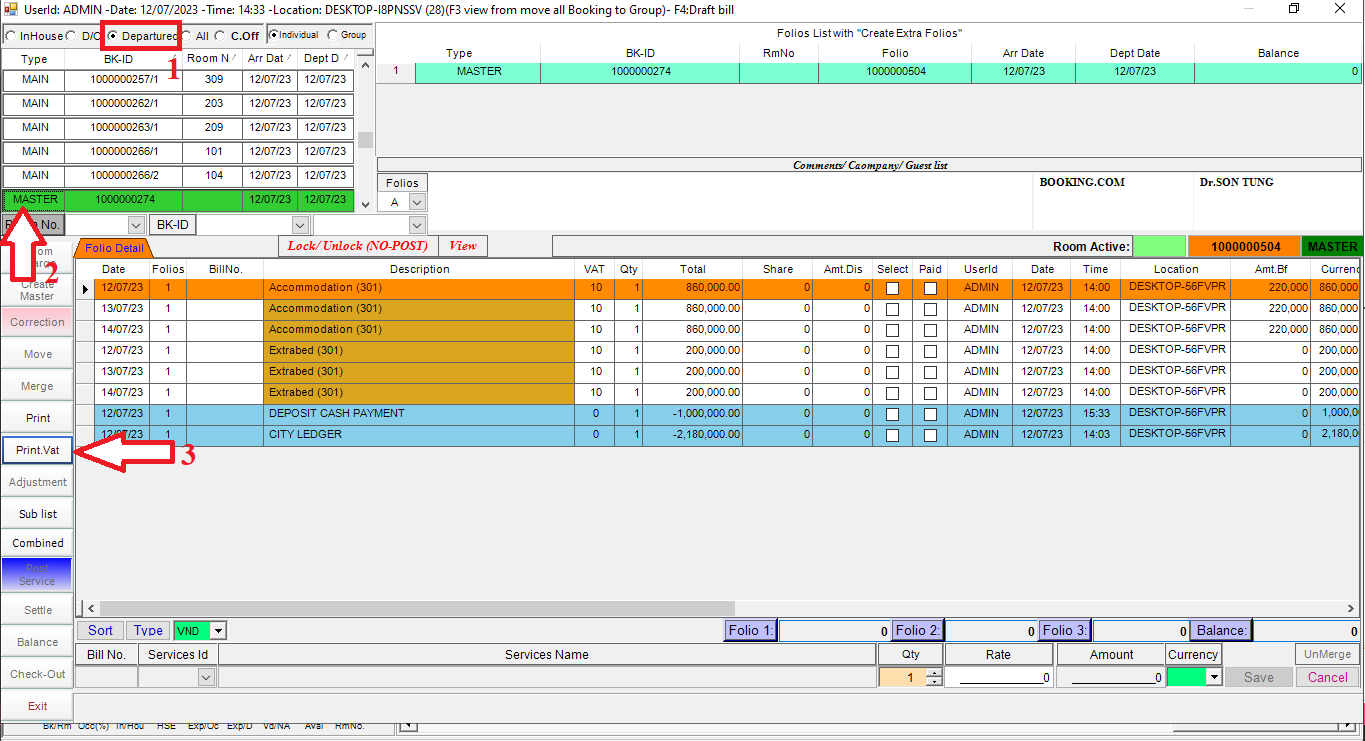 UserId: ADMIN -Date: 12/07/2023 -Time: 14:33 -Location: DESKTOP-I8PNSSV (28)(F3 view from move all Booking to Group)- F4:Draft bill
InHouse D/O Departured All C.Off Individual Group
1
Type BK-ID Room N Arr Dat Dept D
MAIN 1000000257/1 309 12/07/23 12/07/23
MAIN 1000000262/1 203 12/07/23 12/07/23
MAIN 1000000263/1 209 12/07/23 12/07/23
MAIN 1000000266/1 101 12/07/23 12/07/23
MAIN 1000000266/2 104 12/07/23 12/07/23
MASTER 1000000274 12/07/23 12/07/23
No. BK-ID
2
Folios List with "Create Extra Folios"
Type BK-ID RmNo Folio Arr Date Dept Date Balance
1 MASTER 1000000274 1000000504 12/07/23 12/07/23 0
Comments/ Caompany/ Guest list
Folios
A
BOOKING.COM Dr.SON TUNG
Folio Detail Lock/ Unlock (NO-POST) View Room Active: 1000000504 MASTER
Date Folios BillNo. Description VAT Qty Total Share Amt.Dis Select Paid UserId Date Time Location Amt.Bf Currenc
12/07/23 1 Accommodation (301) 10 1 860,000.00 0 0 ADMIN 12/07/23 14:00 DESKTOP-56FVPR 220,000 860,000
13/07/23 1 Accommodation (301) 10 1 860,000.00 0 0 ADMIN 12/07/23 14:00 DESKTOP-56FVPR 220,000 860,000
14/07/23 1 Accommodation (301) 10 1 860,000.00 0 0 ADMIN 12/07/23 14:00 DESKTOP-56FVPR 220,000 860,000
12/07/23 1 Extrabed (301) 10 1 200,000.00 0 0 ADMIN 12/07/23 14:00 DESKTOP-56FVPR 0 200,000
13/07/23 1 Extrabed (301) 10 1 200,000.00 0 0 ADMIN 12/07/23 14:00 DESKTOP-56FVPR 0 200,000
14/07/23 1 Extrabed (301) 10 1 200,000.00 0 0 ADMIN 12/07/23 14:00 DESKTOP-56FVPR 0 200,000
12/07/23 1 DEPOSIT CASH PAYMENT 0 1 -1,000,000.00 0 0 ADMIN 12/07/23 15:33 DESKTOP-56FVPR 0 1,000,0
12/07/23 1 CITY LEDGER 0 1 -2,180,000.00 0 0 ADMIN 12/07/23 14:03 DESKTOP-56FVPR 0 2,180,0
Create
Master
Correction
Move
Merge
Print
Print.Vat
3
Adjustment
Sub list
Combined
Post
Service
Settle
Balance
Check-Out
Exit
Sort Type VND Folio 1: 0 Folio 2: 0 Folio 3: 0 Balance: 0
Bill No. Services Id Services Name Qty Rate Amount Currency UnMerge
1 0 0 Save Cancel
Bk/Rm Occ(%) In/Hou HSE Exp/Oc Exp/D Vd/NA Aval RmNo.